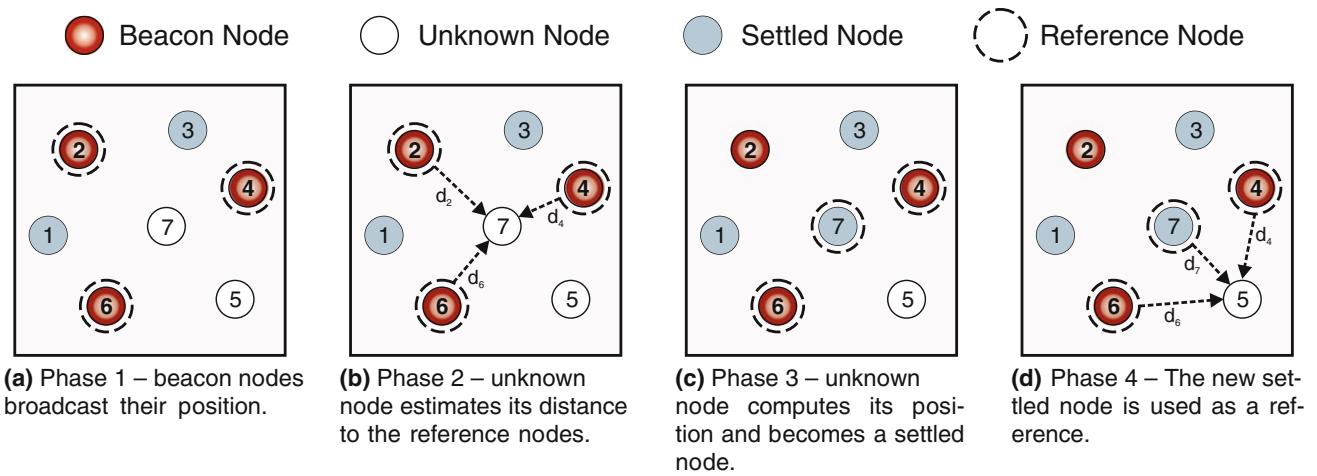 Beacon Node
Unknown Node
Settled Node
Reference Node
2
3
4
7
1
6
5
2
3
4
d2
d4
7
1
d6
6
5
2
3
4
7
1
6
5
2
3
4
7
d4
1
d7
6
5
d6
(a) Phase 1 – beacon nodes
broadcast their position.
(b) Phase 2 – unknown
node estimates its distance
to the reference nodes.
(c) Phase 3 – unknown
node computes its posi-
tion and becomes a settled
node.
(d) Phase 4 – The new set-
tled node is used as a ref-
erence.